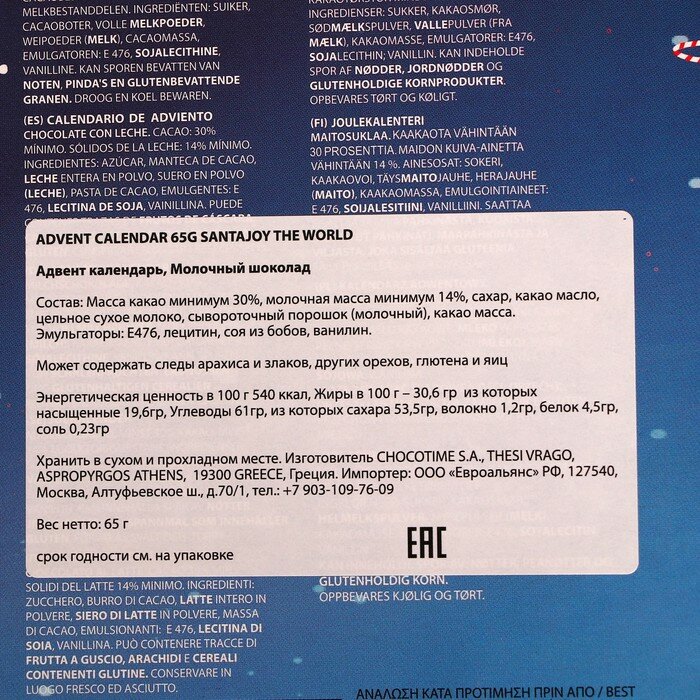 MELKBESTANDDELEN. INGREDIËNTEN: SUIKER,
CACAOBOTER, VOLLE MELKPOEDER,
WEIPOEDER (MELK), CACAOMASSA,
EMULGATOREN: E 476, SOJALECITHINE,
VANILLINE. KAN SPOREN BEVATTEN VAN
NOTEN, PINDA'S EN GLUTENBEVATTENDE
GRANEN. DROOG EN KOEL BEWAREN.
(ES) CALENDARIO DE ADVIENTO
CHOCOLATE CON LECHE. CACAO: 30%
MÍNIMO. SÓLIDOS DE LA LECHE: 14% MÍNIMO.
INGREDIENTES: AZÚCAR, MANTECA DE CACAO,
LECHE ENTERA EN POLVO, SUERO EN POLVO
(LECHE), PASTA DE CACAO, EMULGENTES: E
476, LECITINA DE SOJA, VAINILLINA. PUEDE
INGREDIENSER: SUKKER, KAKAOSMØR,
SØDMÆLKSPULVER, VALLEPULVER (FRA
MÆLK), KAKAOMASSE, EMULGATORER: E476,
SOJALECITHIN; VANILLIN. KAN INDEHOLDE
SPOR AF NØDDER, JORDNØDDER OG
GLUTENHOLDIGE KORNPRODUKTER.
OPBEVARES TØRT OG KØLIGT.
(FI) JOULEKALENTERI
MAITOSUKLAA. KAAKAOTA VÄHINTÄÄN
30 PROSENTTIA. MAIDON KUIVA-AINETTA
VÄHINTÄÄN 14 %. AINESOSAT: SOKERI,
KAAKAOVOI, TÄYSMAITOJAUHE, HERAJAUHE
(MAITO), KAAKAOMASSA, EMULGOINTIAINEET:
E 476, SOIJALESITIINI, VANILLIINI. SAATTAA
ADVENT CALENDAR 65G SANTAJOY THE WORLD
Адвент календарь, Молочный шоколад
Состав: Масса какао минимум 30%, молочная масса минимум 14%, сахар, какао масло,
цельное сухое молоко, сывороточный порошок (молочный), какао масса.
Эмульгаторы: E476, лецитин, соя из бобов, ванилин.
Может содержать следы арахиса и злаков, других орехов, глютена и яиц
Энергетическая ценность в 100 г 540 ккал, Жиры в 100 г – 30,6 гр из которых
насыщенные 19,6гр, Углеводы 61гр, из которых сахара 53,5гр, волокно 1,2гр, белок 4,5гр,
соль 0,23гр
Хранить в сухом и прохладном месте. Изготовитель CHOCOTIME S.A., THESI VRAGO,
ASPROPYRGOS ATHENS, 19300 GREECE, Греция. Импортер: ООО «Евроальянс» РФ, 127540,
Москва, Алтуфьевское ш., д.70/1, тел.: +7 903-109-76-09
Вес нетто: 65 г
срок годности см. на упаковке
EAC
SOLIDI DEL LATTE 14% MINIMO. INGREDIENTI:
ZUCCHERO, BURRO DI CACAO, LATTE INTERO IN
POLVERE, SIERO DI LATTE IN POLVERE, MASSA
DI CACAO, EMULSIONANTI: E 476, LECITINA DI
SOIA, VANILLINA. PUÒ CONTENERE TRACCE DI
FRUTTA A GUSCIO, ARACHIDI E CEREALI
CONTENENTI GLUTINE. CONSERVARE IN
LUOGO FRESCO ED ASCIUTTO.
GLUTENHOLDIG KORN.
OPPBEVARES KJØLIG OG TØRT.
ΑΝΑΛΩΣΗ ΚΑΤΑ ΠΡΟΤΙΜΗΣΗ ΠΡΙΝ ΑΠΟ / BEST